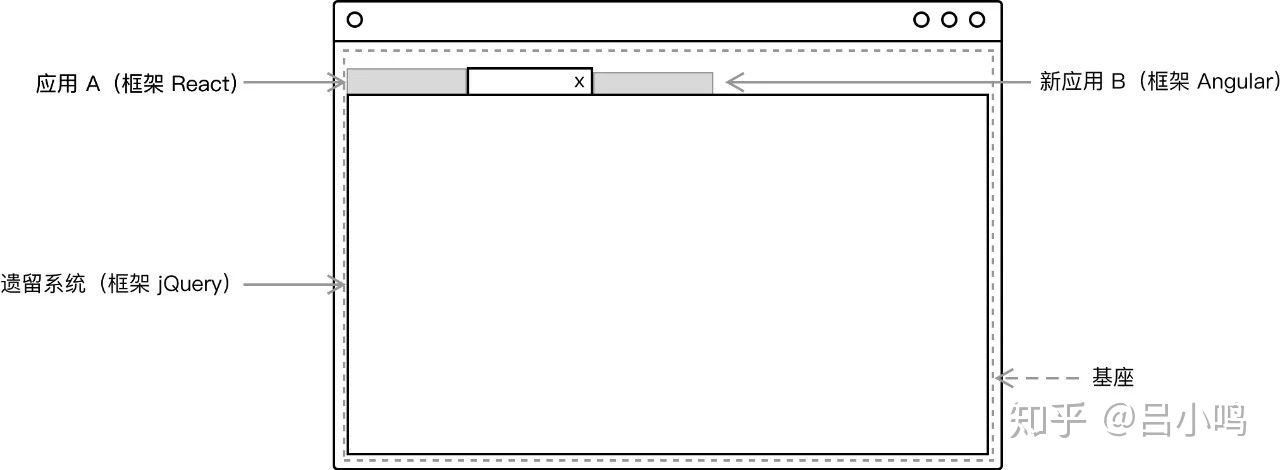 应用 A（框架 React）
x
新应用 B（框架 Angular）
遗留系统（框架 jQuery）
基座
知乎 @吕小鸣